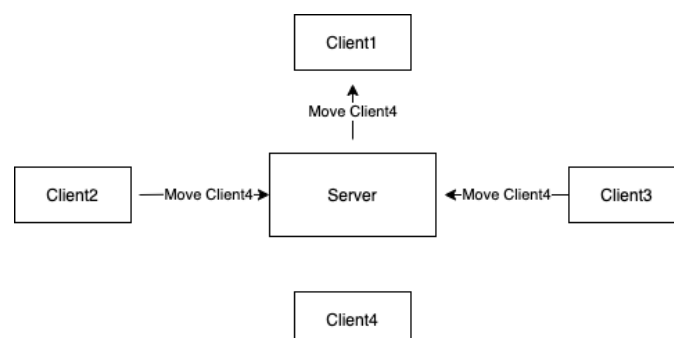 Client1
Move Client4
Client2
Move Client4
Server
Move Client4
Client3
Client4